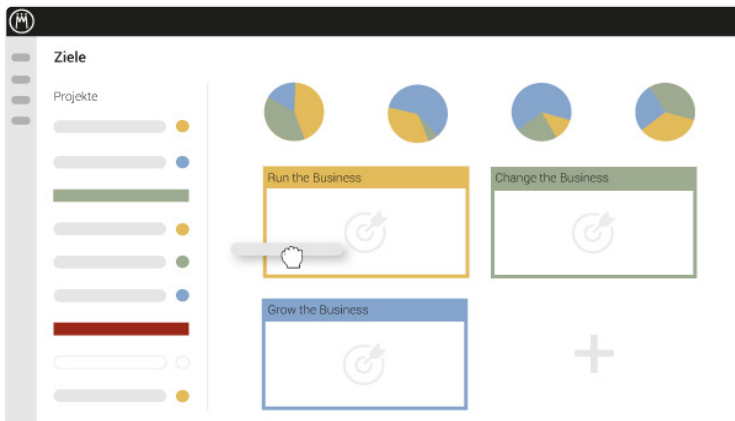 Ziele
Projekte
Run the Business
Change the Business
Grow the Business